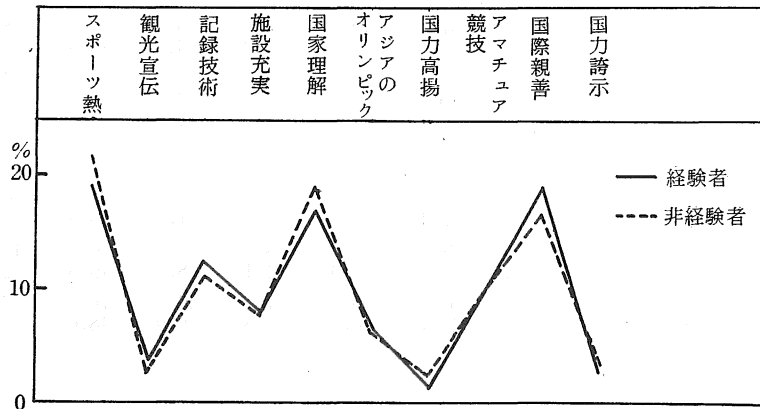 スポーツ熱
観光宣伝
記録技術
施設充実
国家理解
アジアの
オリンピック
国力高揚
アマチュア
競技
国際親善
国力誇示
%
20
10
0
経験者
非経験者